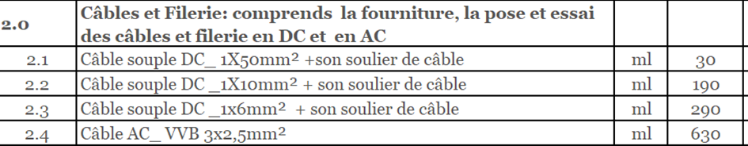 2.0 Câbles et Filerie: comprends la fourniture, la pose et essai
des câbles et filerie en DC et en AC
2.1 Câble souple DC_ 1X50mm² +son soulier de câble ml 30
2.2 Câble souple DC _1X10mm² + son soulier de câble ml 190
2.3 Câble souple DC _1x6mm² + son soulier de câble ml 290
2.4 Câble AC_ VVB 3x2,5mm² ml 630